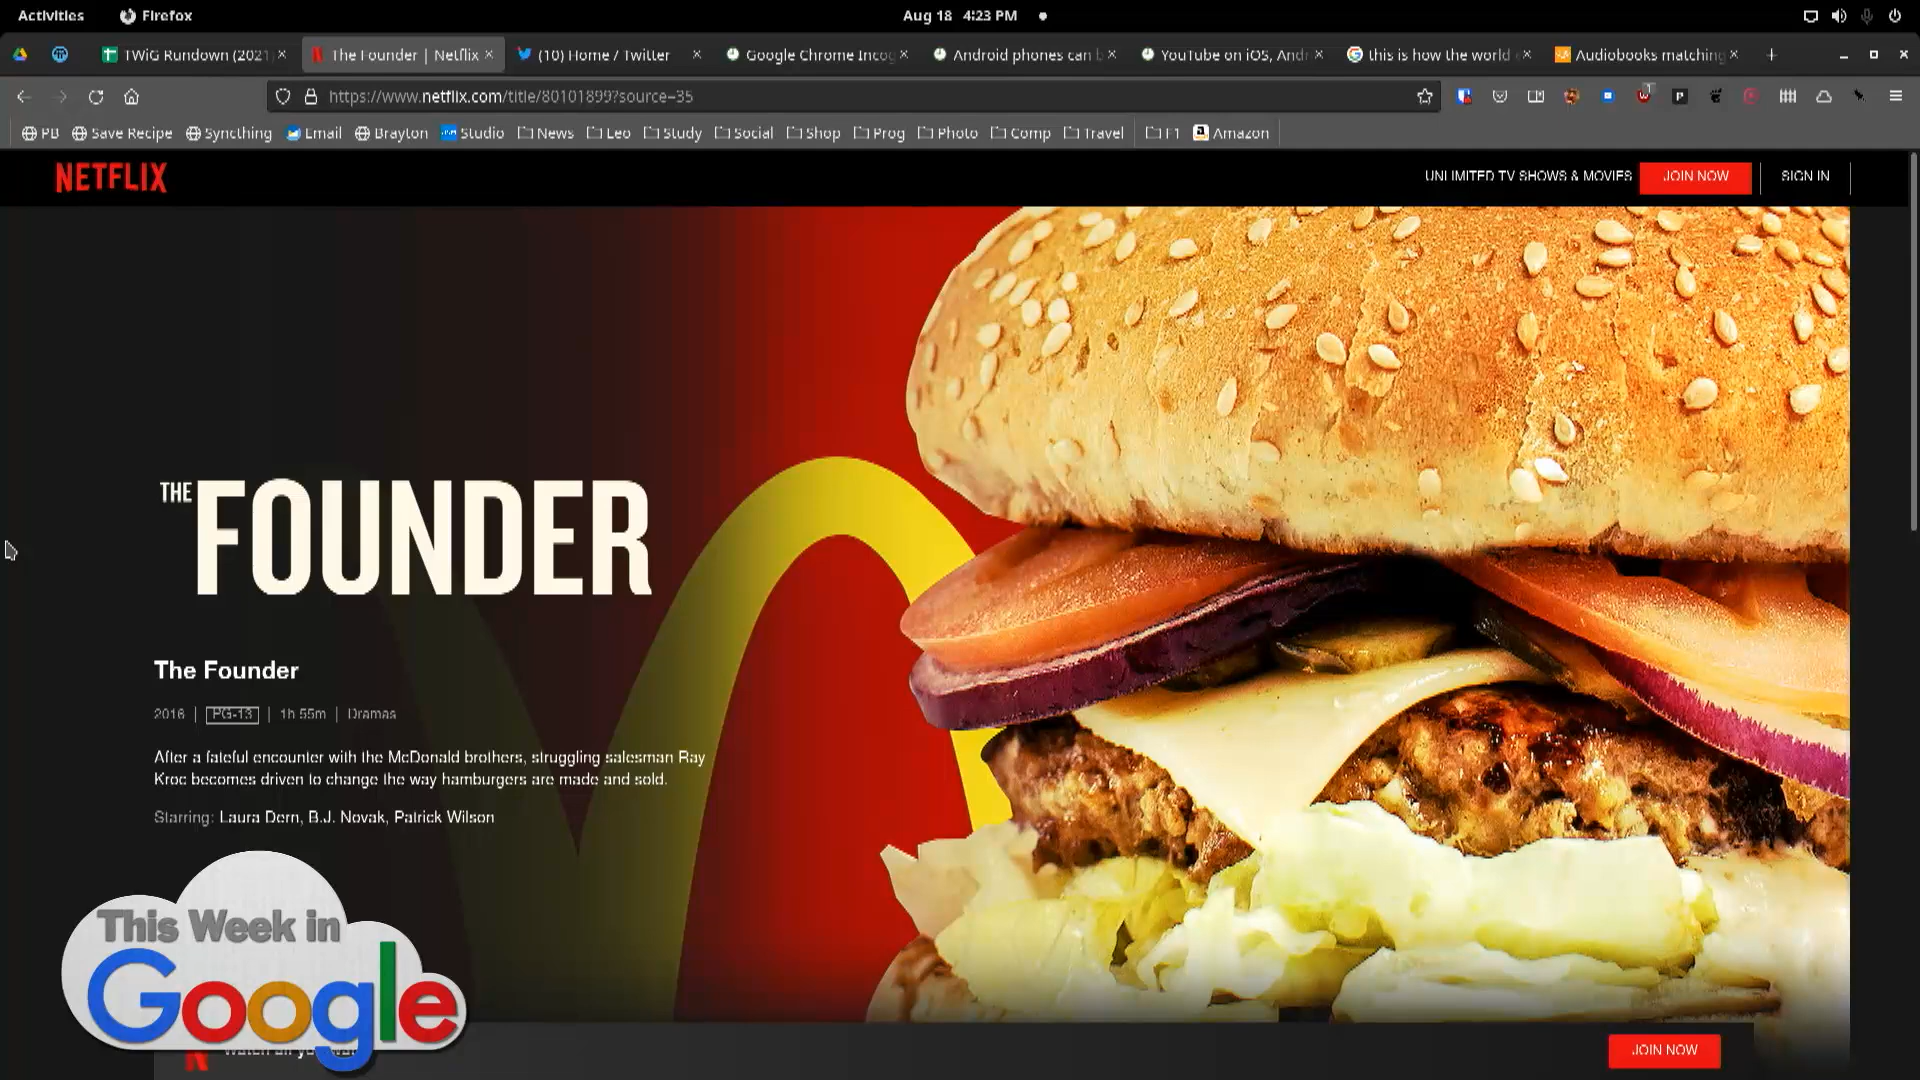 Activities Firefox Aug 18 4:23 PM
TWiG Rundown (2021
The Founder | Netflix
(10) Home / Twitter
Google Chrome Incog
Android phones can b
YouTube on iOS, Andr
this is how the world
Audiobooks matching
https://www.netflix.com/title/80101899?source=35
PB Save Recipe Syncthing Email Brayton Studio News Leo Study Social Shop Prog Photo Comp Travel F1 Amazon
NETFLIX UNLIMITED TV SHOWS & MOVIES JOIN NOW SIGN IN
THE FOUNDER
The Founder
2016 | PG-13 | 1h 55m | Dramas
After a fateful encounter with the McDonald brothers, struggling salesman Ray
Kroc becomes driven to change the way hamburgers are made and sold.
Starring: Laura Dern, B.J. Novak, Patrick Wilson
This Week in
Google
JOIN NOW